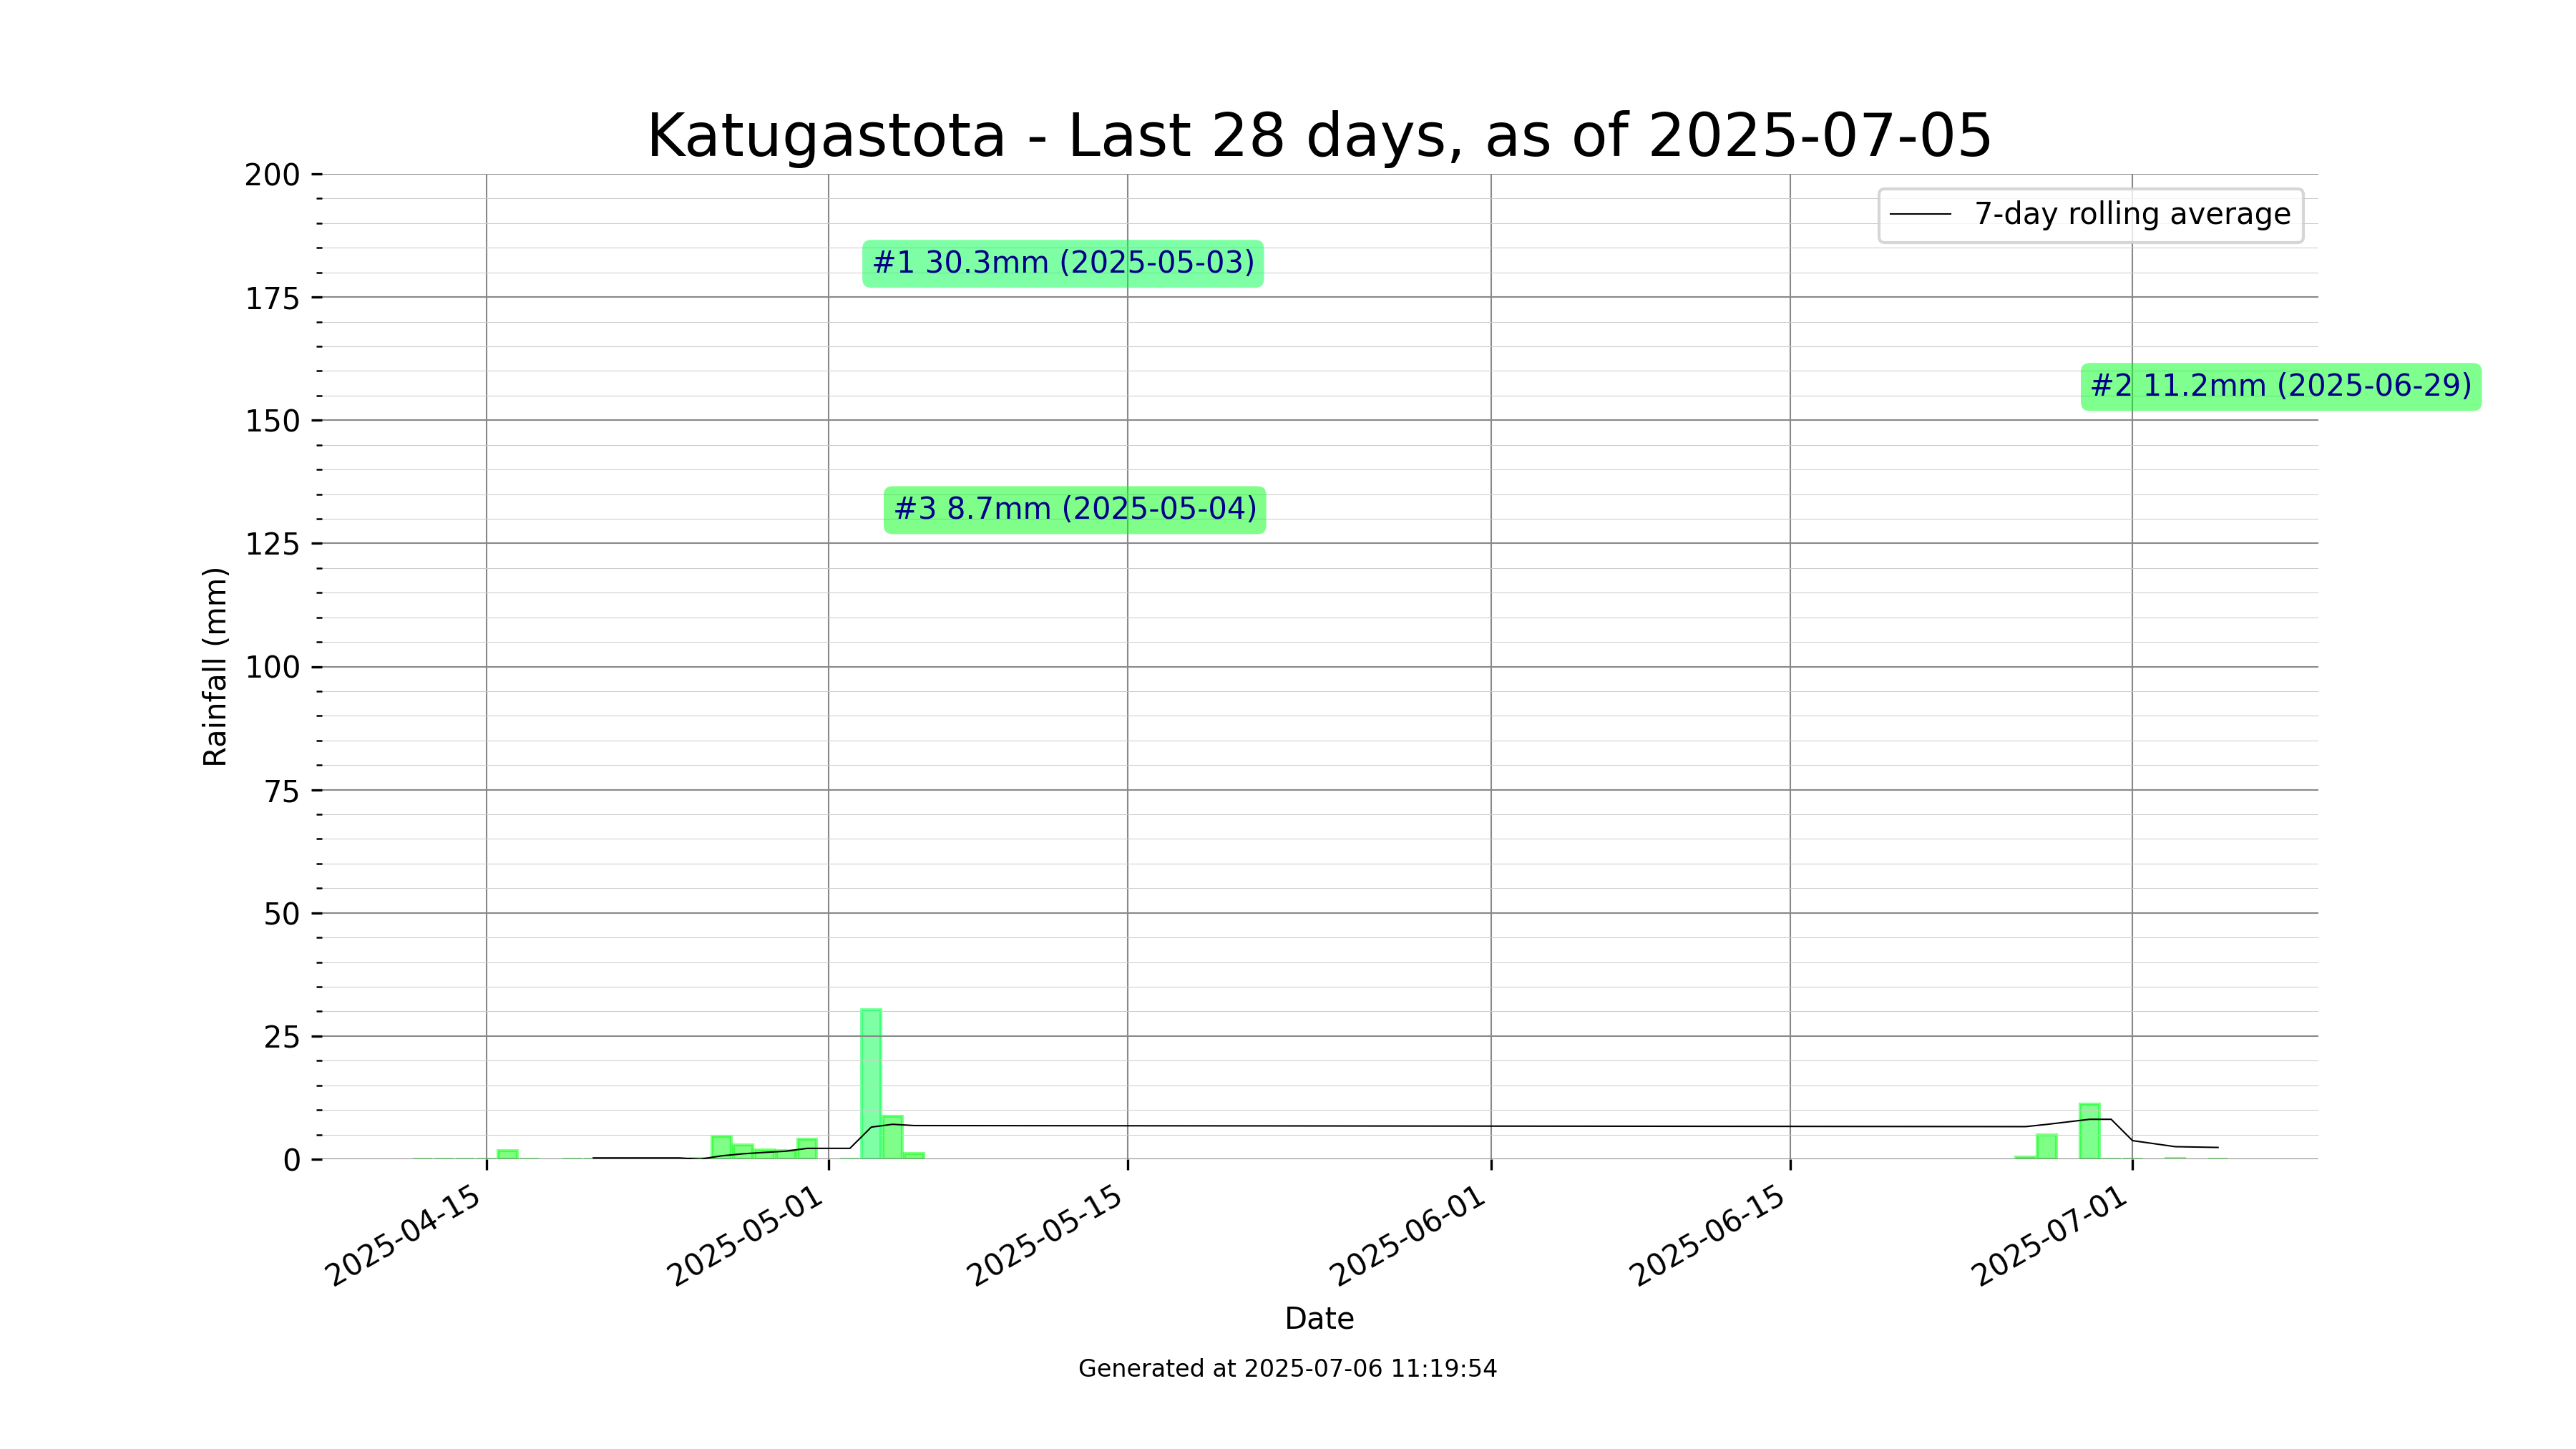 Katugastota - Last 28 days, as of 2025-07-05
7-day rolling average
#1 30.3mm (2025-05-03)
#2 11.2mm (2025-06-29)
#3 8.7mm (2025-05-04)
Rainfall (mm)
200
175
150
125
100
75
50
25
0
2025-04-15
2025-05-01
2025-05-15
2025-06-01
2025-06-15
2025-07-01
Date
Generated at 2025-07-06 11:19:54